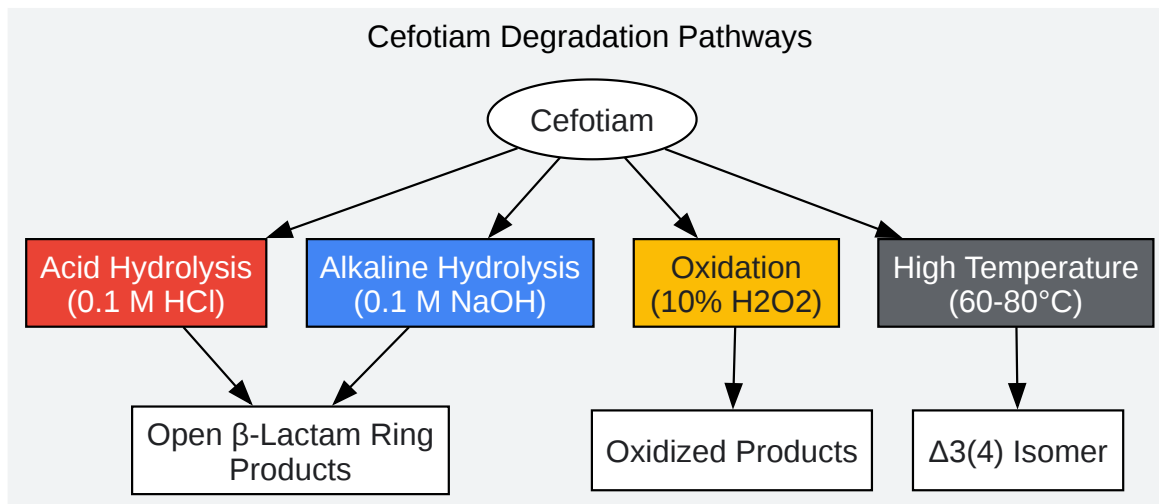 Cefotiam Degradation Pathways
Cefotiam
Acid Hydrolysis
(0.1 M HCl)
Alkaline Hydrolysis
(0.1 M NaOH)
Oxidation
(10% H2O2)
High Temperature
(60-80°C)
Open β-Lactam Ring
Products
Oxidized Products
Δ3(4) Isomer